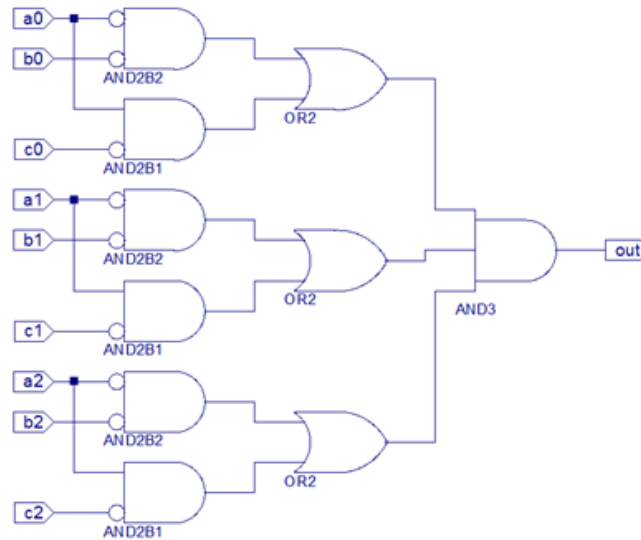 a0
b0
AND2B2
OR2
c0
AND2B1
a1
b1
AND2B2
out
OR2
AND3
c1
AND2B1
a2
b2
AND2B2
OR2
c2
AND2B1